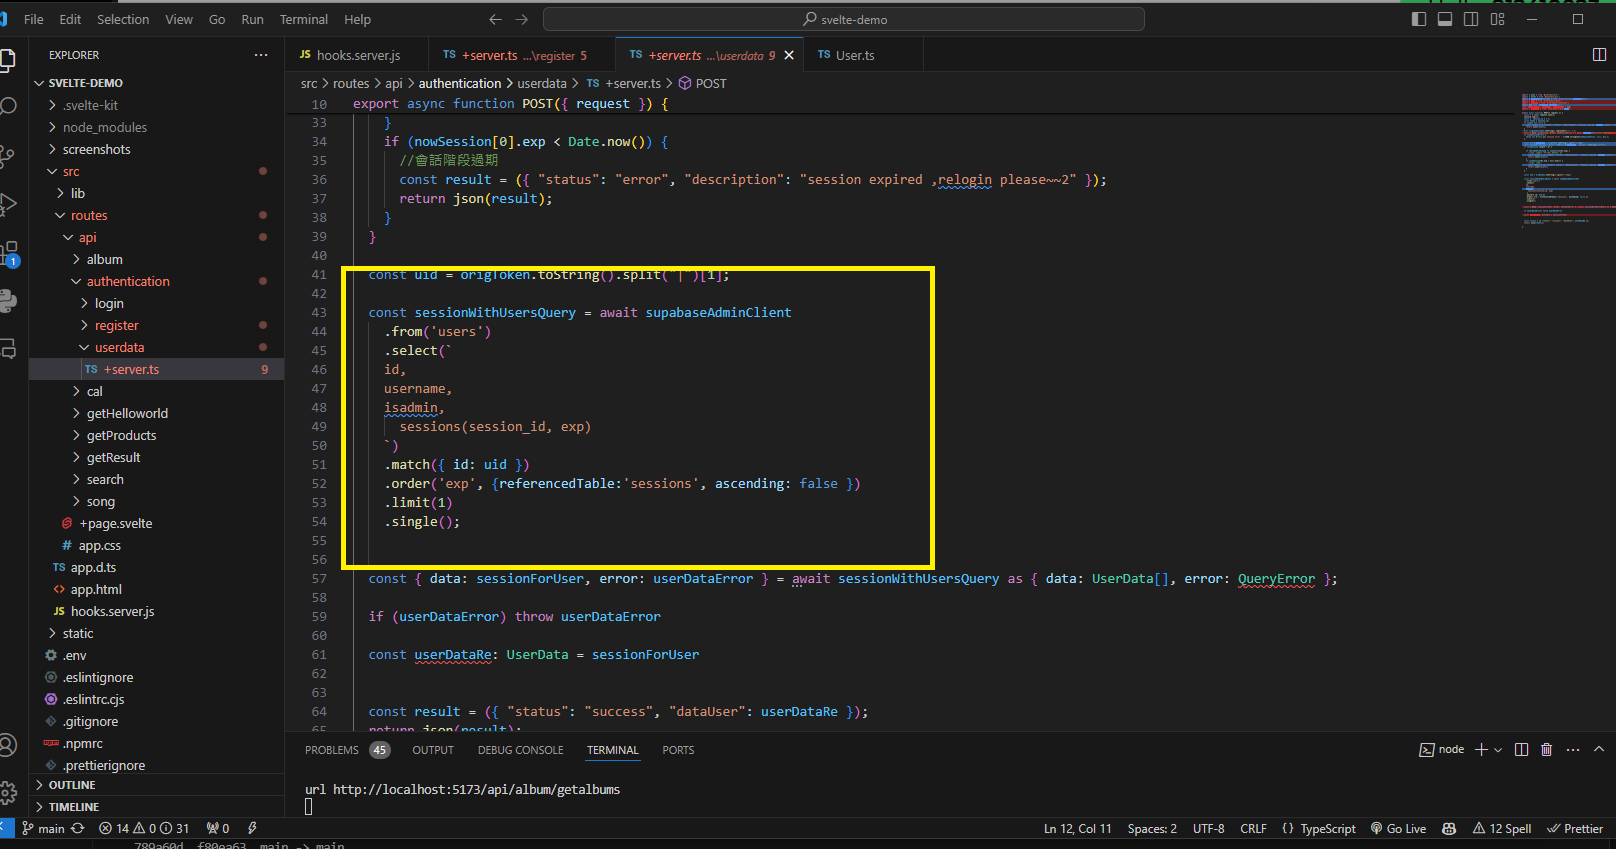 File Edit Selection View Go Run Terminal Help
svelte-demo
EXPLORER
SVELTE-DEMO
.svelte-kit
node_modules
screenshots
src
lib
routes
api
album
authentication
login
register
userdata
TS +server.ts 9
cal
getHelloworld
getProducts
getResult
search
song
+page.svelte
# app.css
TS app.d.ts
<> app.html
JS hooks.server.js
static
.env
.eslintignore
.eslintrc.cjs
.gitignore
.npmrc
.prettierignore
OUTLINE
TIMELINE
1
JS hooks.server.js TS +server.ts ...\register 5 TS +server.ts ...\userdata 9 TS User.ts
src > routes > api > authentication > userdata > TS +server.ts > POST
10 export async function POST({ request }) {
33 }
34 if (nowSession[0].exp < Date.now()) {
35 //會話階段過期
36 const result = ({ "status": "error", "description": "session expired ,relogin please~~2" });
37 return json(result);
38 }
39 }
40
41 const uid = origToken.toString().split("|")[1];
42
43 const sessionWithUsersQuery = await supabaseAdminClient
44 .from('users')
45 .select(`
46 id,
47 username,
48 isadmin,
49 sessions(session_id, exp)
50 `)
51 .match({ id: uid })
52 .order('exp', {referencedTable:'sessions', ascending: false })
53 .limit(1)
54 .single();
55
56
57 const { data: sessionForUser, error: userDataError } = await sessionWithUsersQuery as { data: UserData[], error: QueryError };
58
59 if (userDataError) throw userDataError
60
61 const userDataRe: UserData = sessionForUser
62
63
64 const result = ({ "status": "success", "dataUser": userDataRe });
65 return json(result);
PROBLEMS 45 OUTPUT DEBUG CONSOLE TERMINAL PORTS node
url http://localhost:5173/api/album/getalbums
main 14 0 31 0 Ln 12, Col 11 Spaces: 2 UTF-8 CRLF {} TypeScript Go Live 12 Spell Prettier
789a60d..f80ea63 main -> main